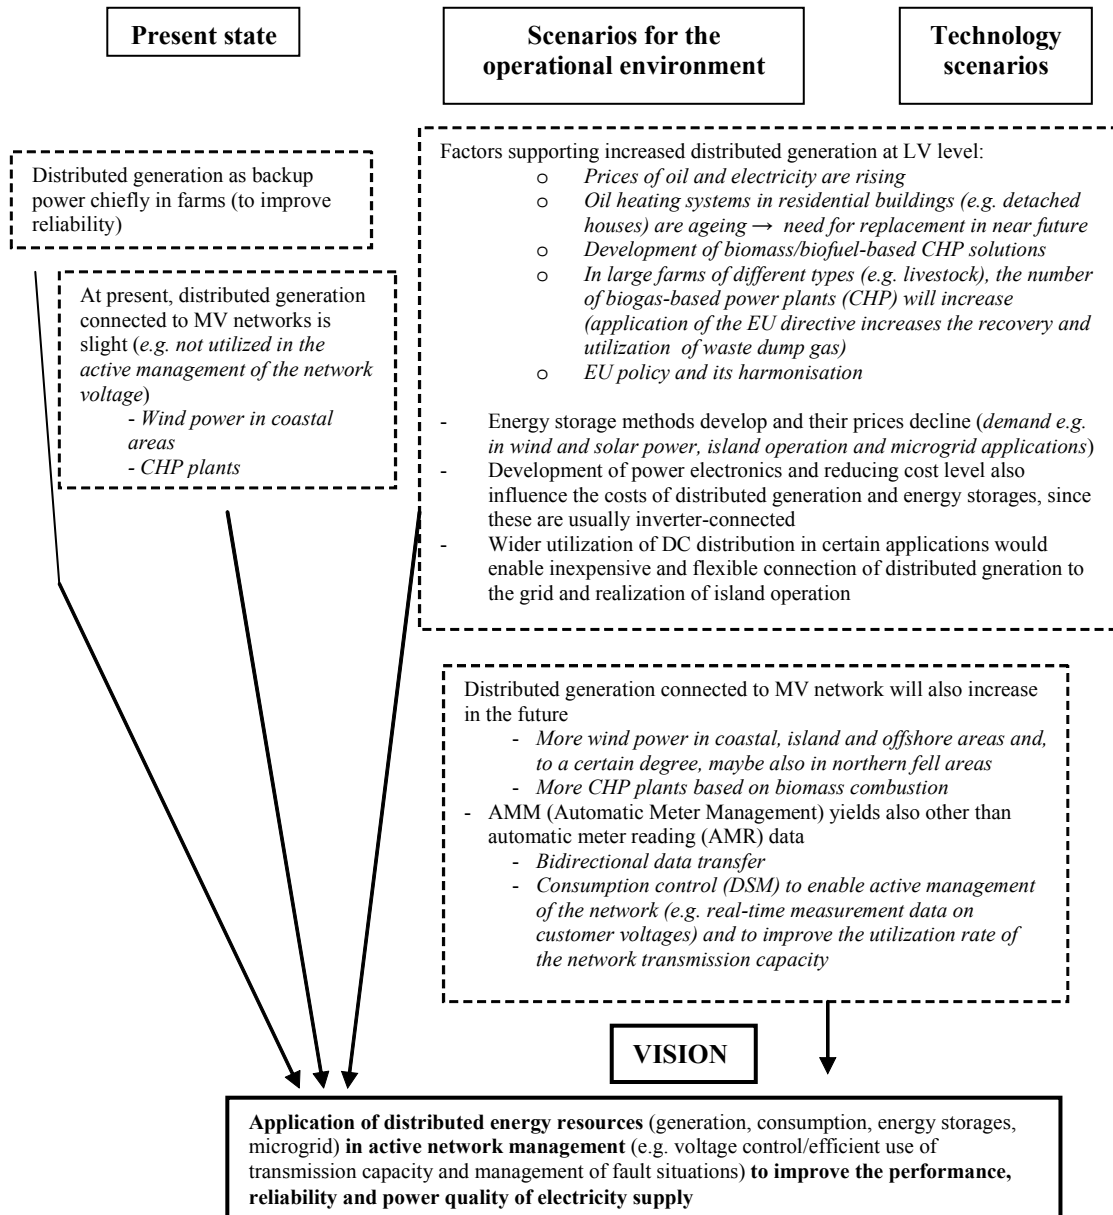 Present state
Scenarios for the
operational environment
Technology
scenarios
Distributed generation as backup
power chiefly in farms (to improve
reliability)
At present, distributed generation
connected to MV networks is
slight (e.g. not utilized in the
active management of the network
voltage)
- Wind power in coastal
areas
- CHP plants
Factors supporting increased distributed generation at LV level:
o Prices of oil and electricity are rising
o Oil heating systems in residential buildings (e.g. detached
houses) are ageing → need for replacement in near future
o Development of biomass/biofuel-based CHP solutions
o In large farms of different types (e.g. livestock), the number
of biogas-based power plants (CHP) will increase
(application of the EU directive increases the recovery and
utilization of waste dump gas)
o EU policy and its harmonisation
- Energy storage methods develop and their prices decline (demand e.g.
in wind and solar power, island operation and microgrid applications)
- Development of power electronics and reducing cost level also
influence the costs of distributed generation and energy storages, since
these are usually inverter-connected
- Wider utilization of DC distribution in certain applications would
enable inexpensive and flexible connection of distributed gneration to
the grid and realization of island operation
Distributed generation connected to MV network will also increase
in the future
- More wind power in coastal, island and offshore areas and,
to a certain degree, maybe also in northern fell areas
- More CHP plants based on biomass combustion
- AMM (Automatic Meter Management) yields also other than
automatic meter reading (AMR) data
- Bidirectional data transfer
- Consumption control (DSM) to enable active management
of the network (e.g. real-time measurement data on
customer voltages) and to improve the utilization rate of
the network transmission capacity
VISION
Application of distributed energy resources (generation, consumption, energy storages,
microgrid) in active network management (e.g. voltage control/efficient use of
transmission capacity and management of fault situations) to improve the performance,
reliability and power quality of electricity supply